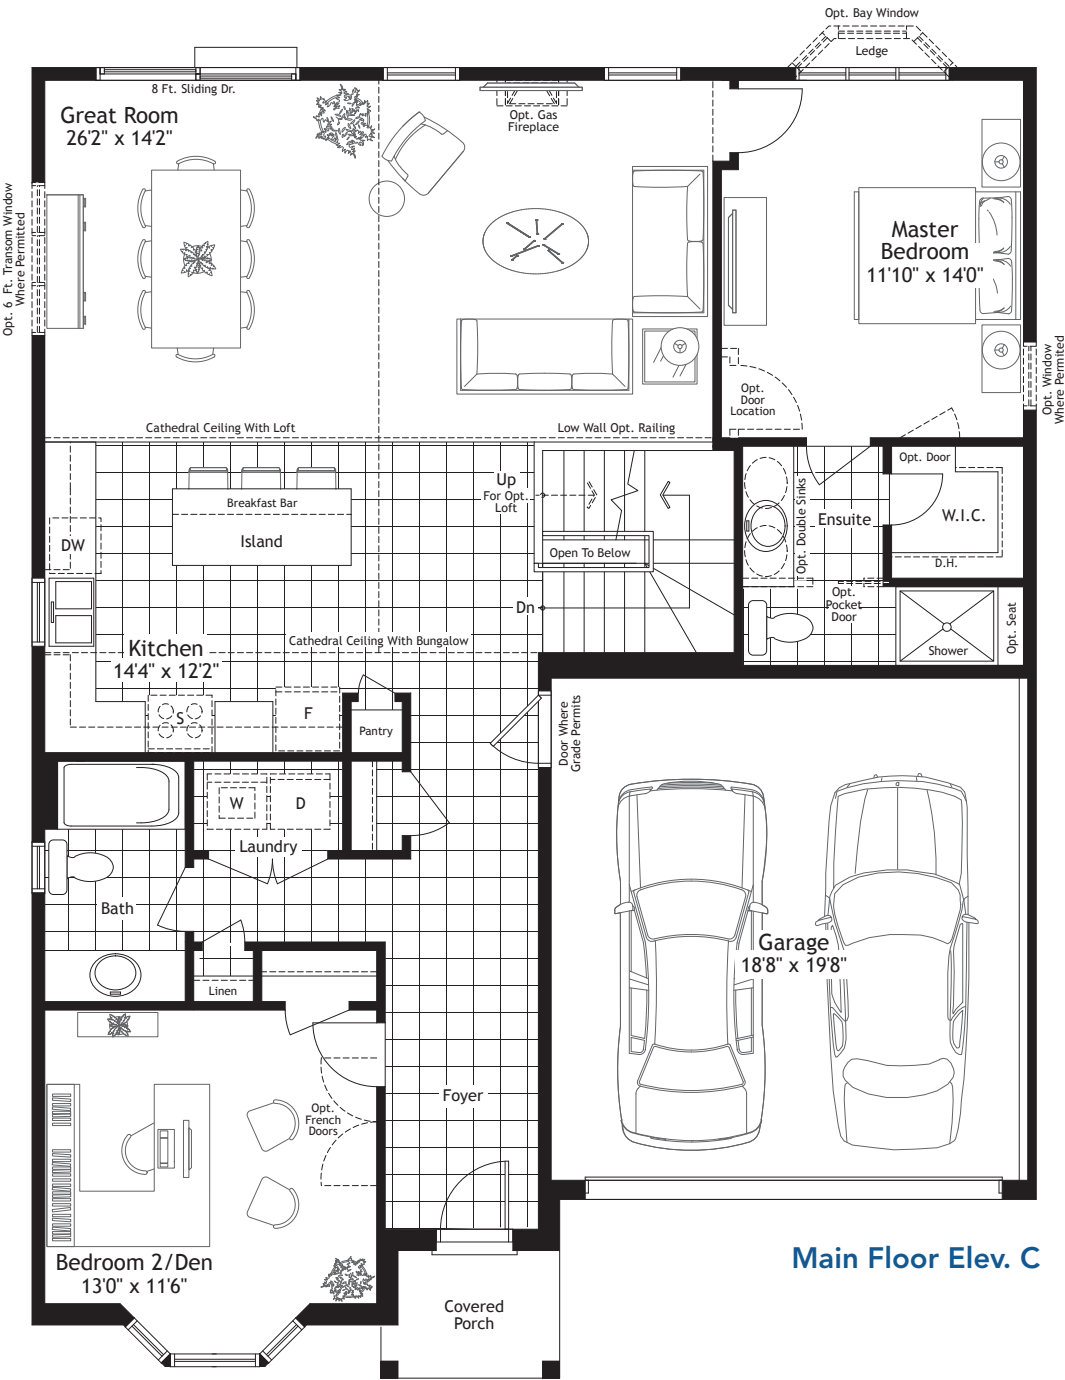 Opt. Bay Window
Ledge
8 Ft. Sliding Dr.
Great Room
26'2" x 14'2"
Opt. Gas
Fireplace
Opt. 6 Ft. Transom Window
Where Permitted
Master
Bedroom
11'10" x 14'0"
Opt. Window
Where Permited
Opt.
Door
Location
Cathedral Ceiling With Loft
Low Wall Opt. Railing
Opt. Door
Up
For Opt.
Loft
Breakfast Bar
Island
DW
Open To Below
Opt. Double Sinks
Ensuite
W.I.C.
D.H.
Opt.
Pocket
Door
Dn
Opt. Seat
Shower
Cathedral Ceiling With Bungalow
Kitchen
14'4" x 12'2"
S
F
Pantry
Door Where
Grade Permits
W
D
Laundry
Bath
Linen
Garage
18'8" x 19'8"
Foyer
Opt.
French
Doors
Bedroom 2/Den
13'0" x 11'6"
Covered
Porch
Main Floor Elev. C